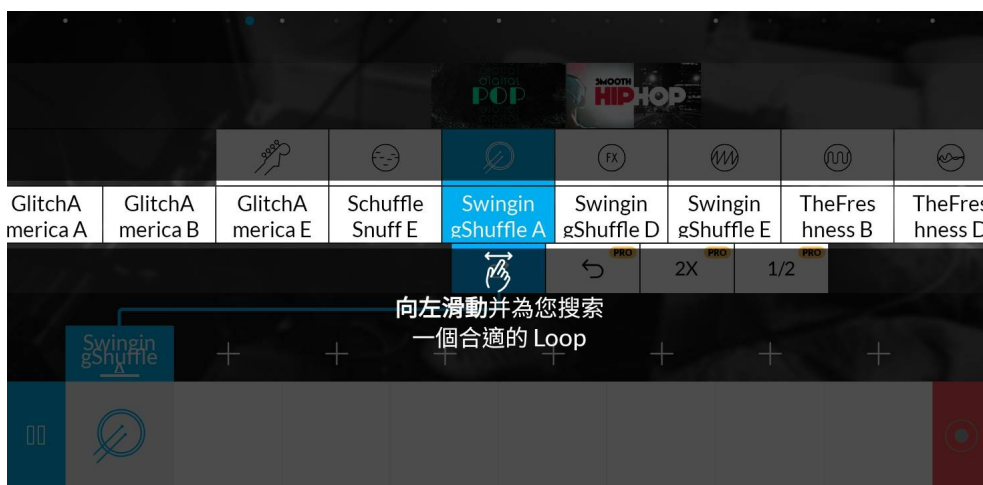 digital
POP
SMOOTH
HIPHOP
FX
GlitchA
merica A
GlitchA
merica B
GlitchA
merica E
Schuffle
Snuff E
Swingin
gShuffle A
Swingin
gShuffle D
Swingin
gShuffle E
TheFres
hness B
TheFres
hness D
PRO
2X PRO
1/2 PRO
向左滑動并為您搜索
一個合適的 Loop
Swingin
gShuffle
A